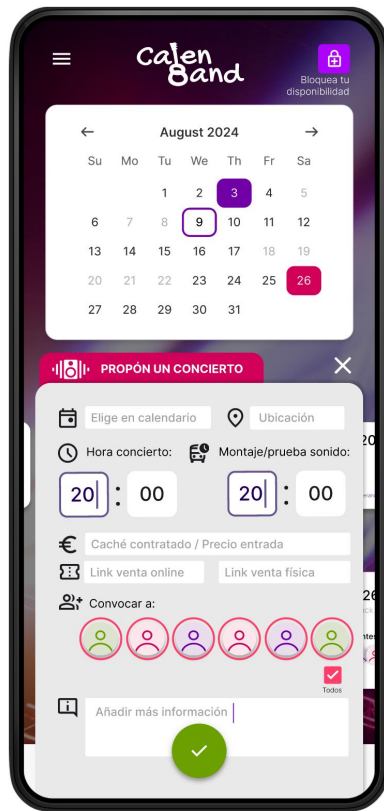 Calen
Band
Bloquea tu
disponibilidad
August 2024
Su Mo Tu We Th Fr Sa
1 2 3 4 5
6 7 8 9 10 11 12
13 14 15 16 17 18 19
20 21 22 23 24 25 26
27 28 29 30 31
PROPÓN UN CONCIERTO
Elige en calendario Ubicación
Hora concierto: Montaje/prueba sonido:
20 : 00 20 : 00
Caché contratado / Precio entrada
Link venta online Link venta física
Convocar a:
Todos
Añadir más información